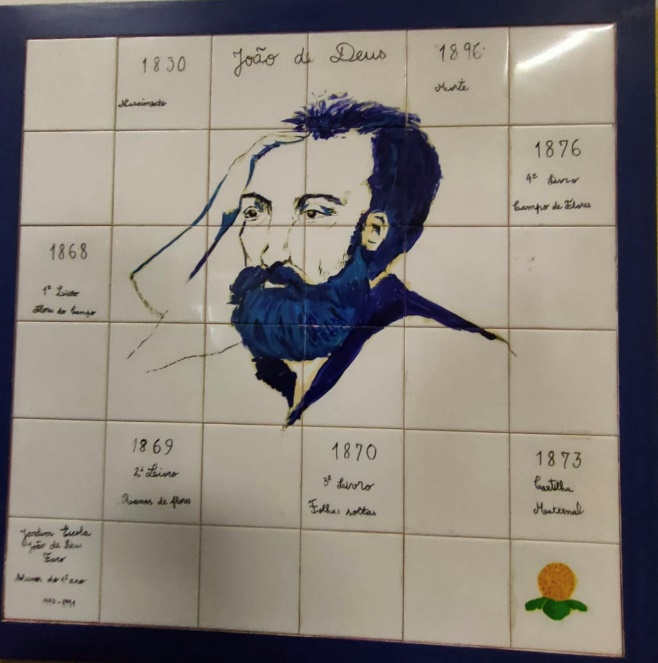 1830
Nascimento
João de Deus
1896
Morte
1876
4º Livro
Campo de Flores
1868
1º Livro
Flores do Campo
1869
2º Livro
Ramos de flores
1870
3º Livro
Folhas soltas
1873
Cartilha
Maternal
Jardim Escola
João de Deus
Faro
Alunos do 4º ano